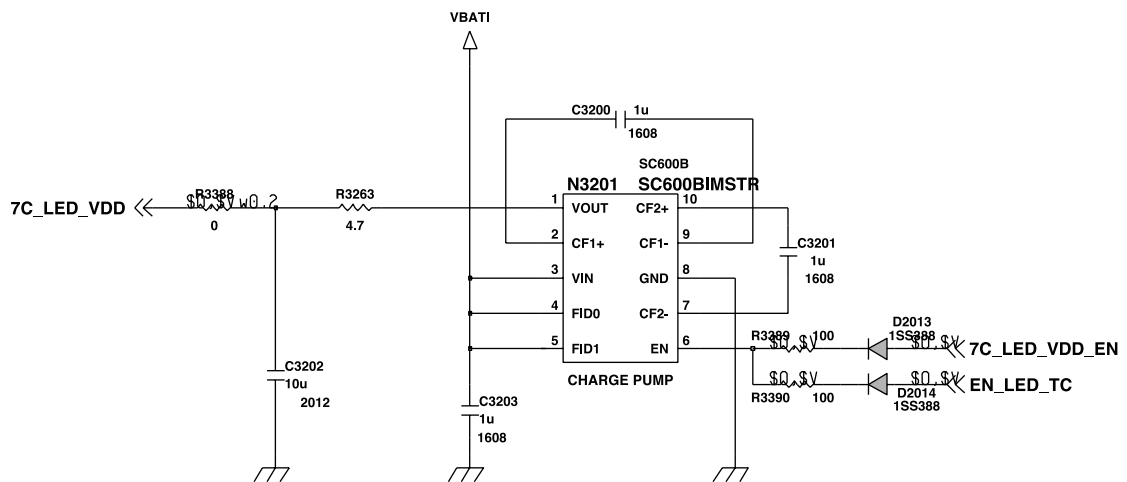 VBATI
C3200 1u
1608
SC600B
N3201 SC600BIMSTR
R3388
R3263
7C_LED_VDD
0
4.7
1 VOUT CF2+ 10
2 CF1+ CF1- 9
3 VIN GND 8
4 FID0 CF2- 7
5 FID1 EN 6
CHARGE PUMP
C3201
1u
1608
C3202
10u
2012
C3203
1u
1608
R3389 100
D2013
1SS388
7C_LED_VDD_EN
R3390 100
D2014
1SS388
EN_LED_TC